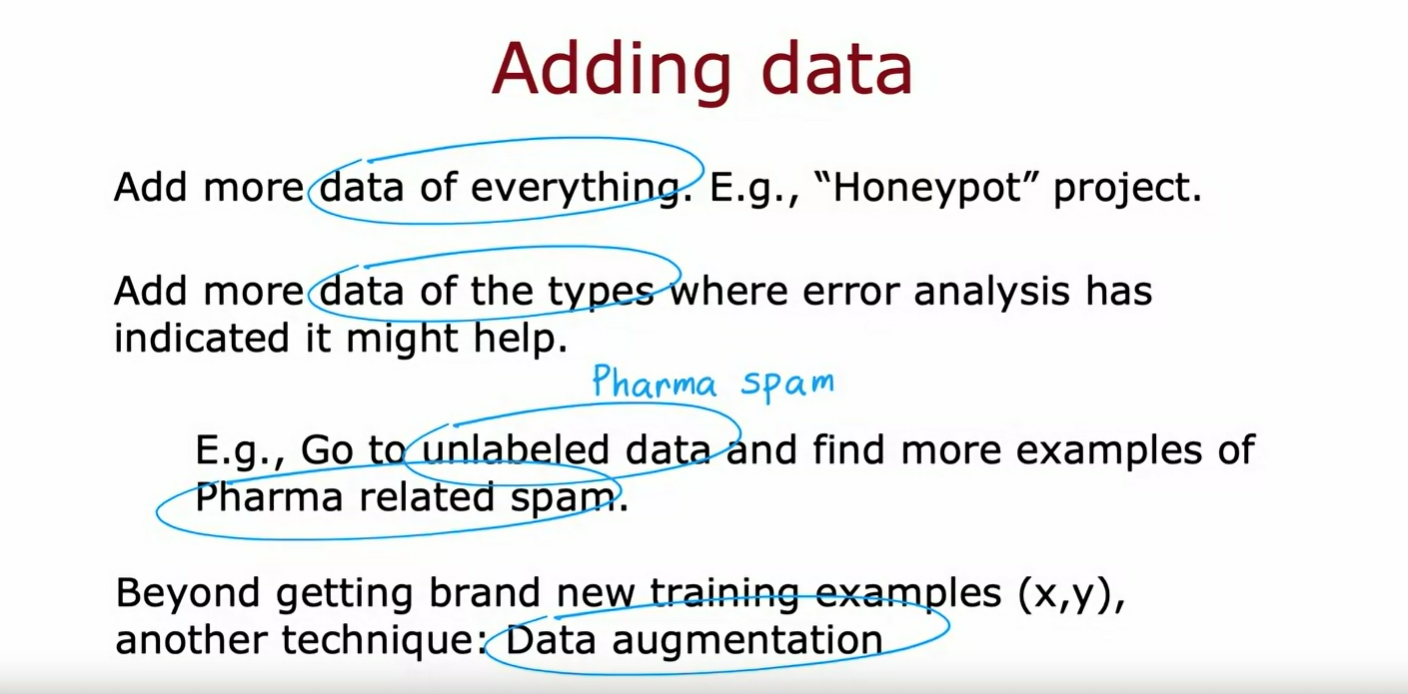 Adding data
Add more data of everything. E.g., “Honeypot” project.
Add more data of the types where error analysis has
indicated it might help.
Pharma spam
E.g., Go to unlabeled data and find more examples of
Pharma related spam.
Beyond getting brand new training examples (x,y),
another technique: Data augmentation